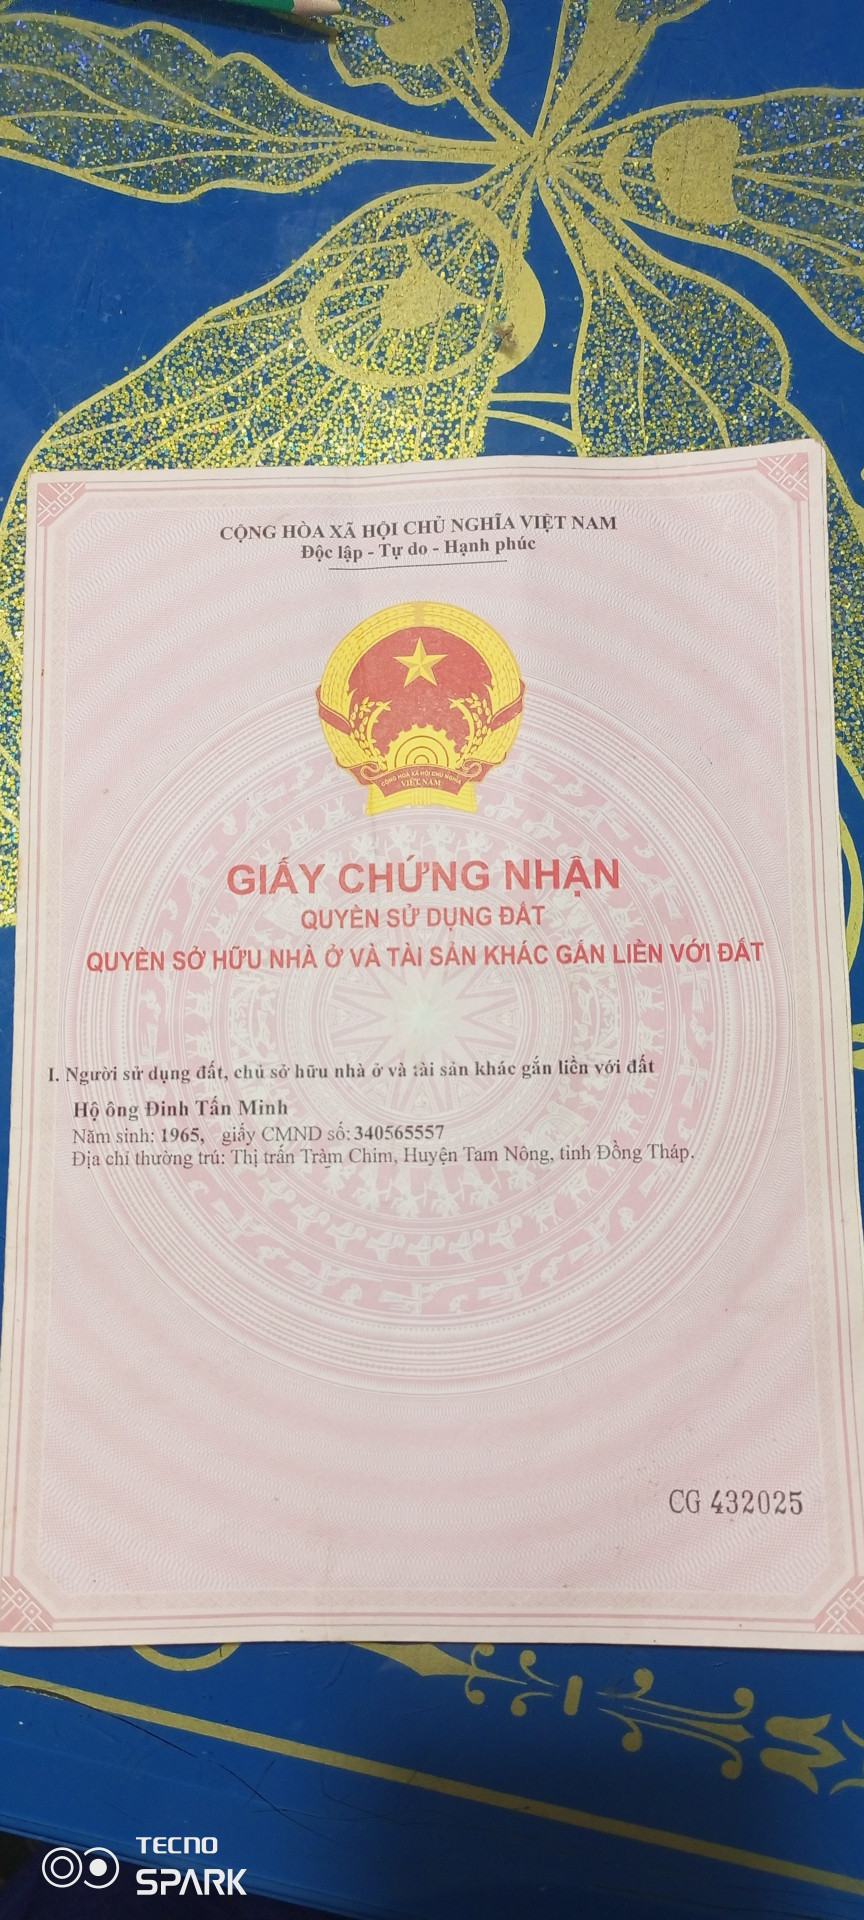 CỘNG HÒA XÃ HỘI CHỦ NGHĨA VIỆT NAM
Độc lập - Tự do - Hạnh phúc
CỘNG HÒA XÃ HỘI CHỦ NGHĨA
VIỆT NAM
GIẤY CHỨNG NHẬN
QUYỀN SỬ DỤNG ĐẤT
QUYỀN SỞ HỮU NHÀ Ở VÀ TÀI SẢN KHÁC GẮN LIỀN VỚI ĐẤT
I. Người sử dụng đất, chủ sở hữu nhà ở và tài sản khác gắn liền với đất
Hộ ông Đinh Tấn Minh
Năm sinh: 1965, giấy CMND số: 340565557
Địa chỉ thường trú: Thị trấn Tràm Chim, Huyện Tam Nông, tỉnh Đồng Tháp.
CG 432025
TECNO
SPARK